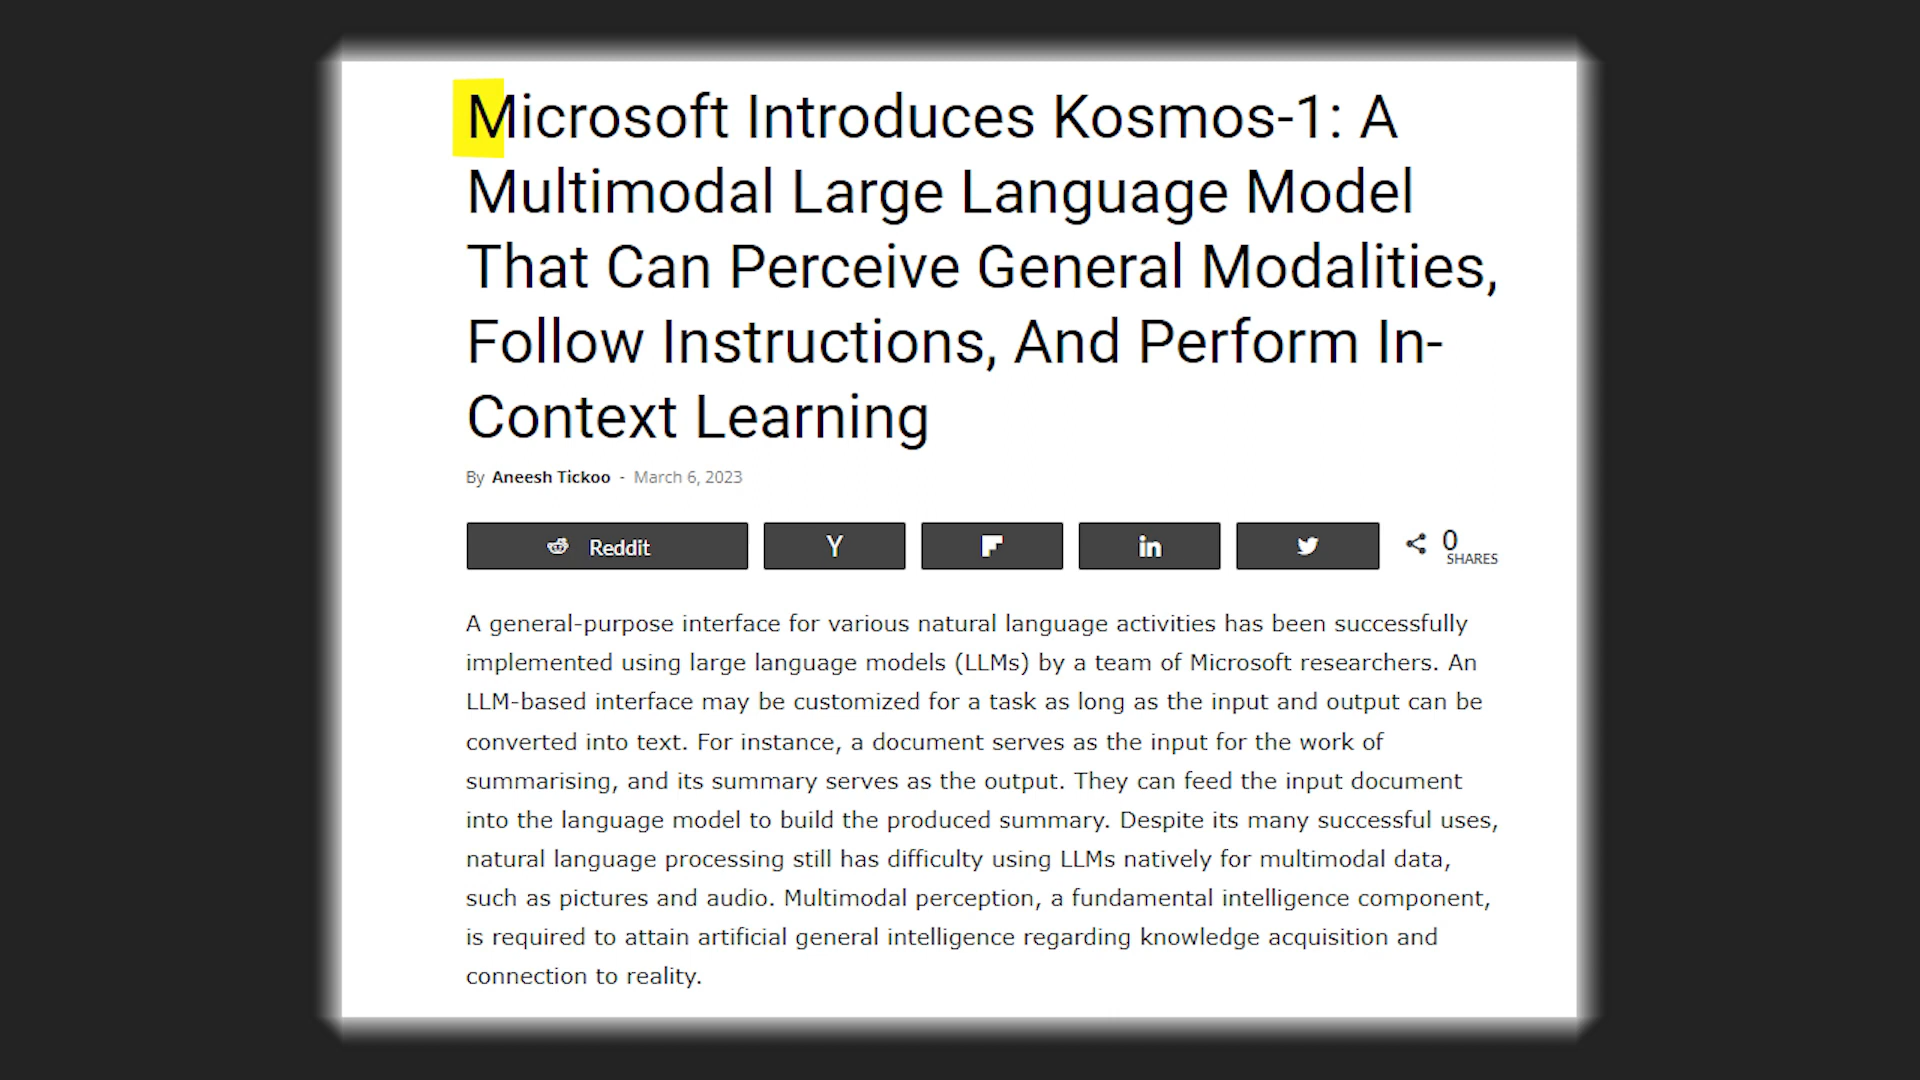 Microsoft Introduces Kosmos-1: A
Multimodal Large Language Model
That Can Perceive General Modalities,
Follow Instructions, And Perform In-
Context Learning
By Aneesh Tickoo - March 6, 2023
Reddit
0
SHARES
A general-purpose interface for various natural language activities has been successfully
implemented using large language models (LLMs) by a team of Microsoft researchers. An
LLM-based interface may be customized for a task as long as the input and output can be
converted into text. For instance, a document serves as the input for the work of
summarising, and its summary serves as the output. They can feed the input document
into the language model to build the produced summary. Despite its many successful uses,
natural language processing still has difficulty using LLMs natively for multimodal data,
such as pictures and audio. Multimodal perception, a fundamental intelligence component,
is required to attain artificial general intelligence regarding knowledge acquisition and
connection to reality.